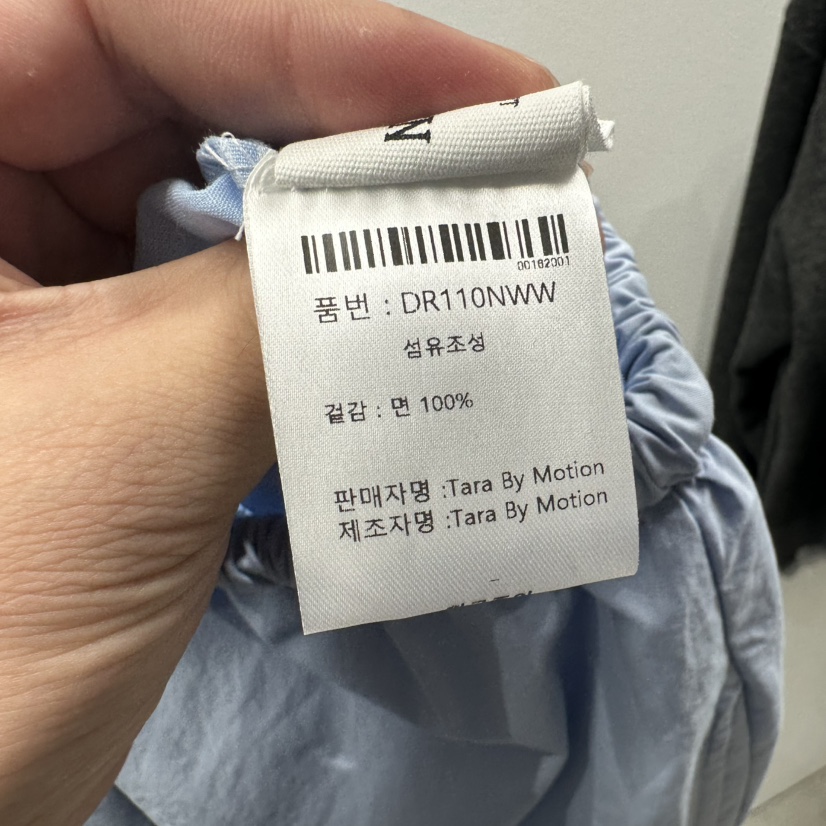 00182001
품번 : DR110NWW
섬유조성
겉감 : 면 100%
판매자명 :Tara By Motion
제조자명 :Tara By Motion